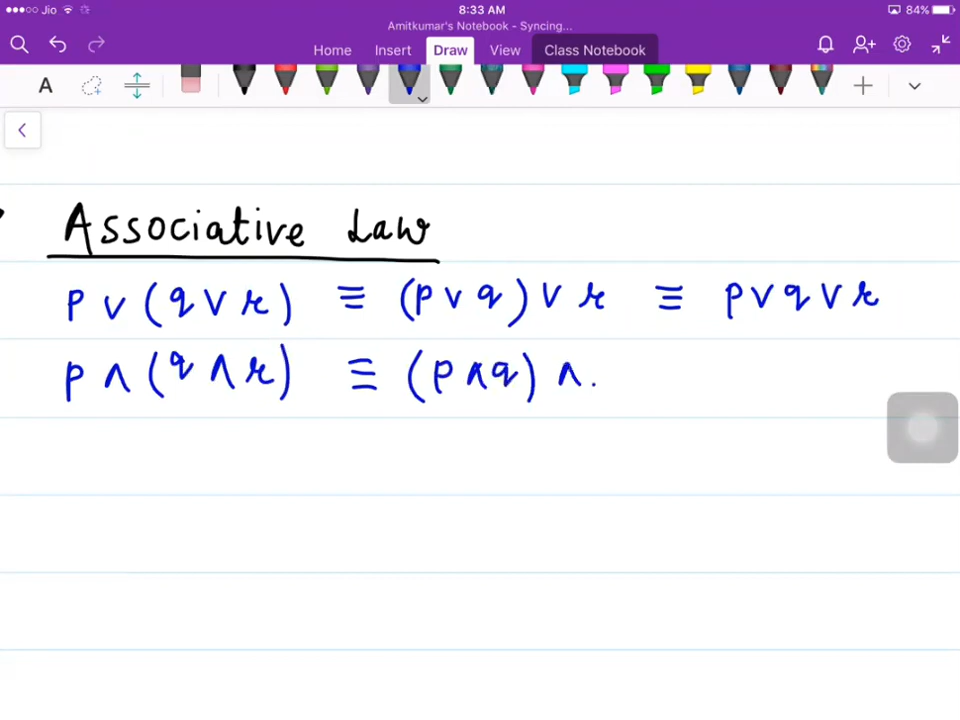 Jio 8:33 AM 84%
Amitkumar's Notebook - Syncing...
Home Insert Draw View Class Notebook
A
Associative Law
p ∨ (q ∨ r) ≡ (p ∨ q) ∨ r ≡ p ∨ q ∨ r
p ∧ (q ∧ r) ≡ (p ∧ q) ∧ .